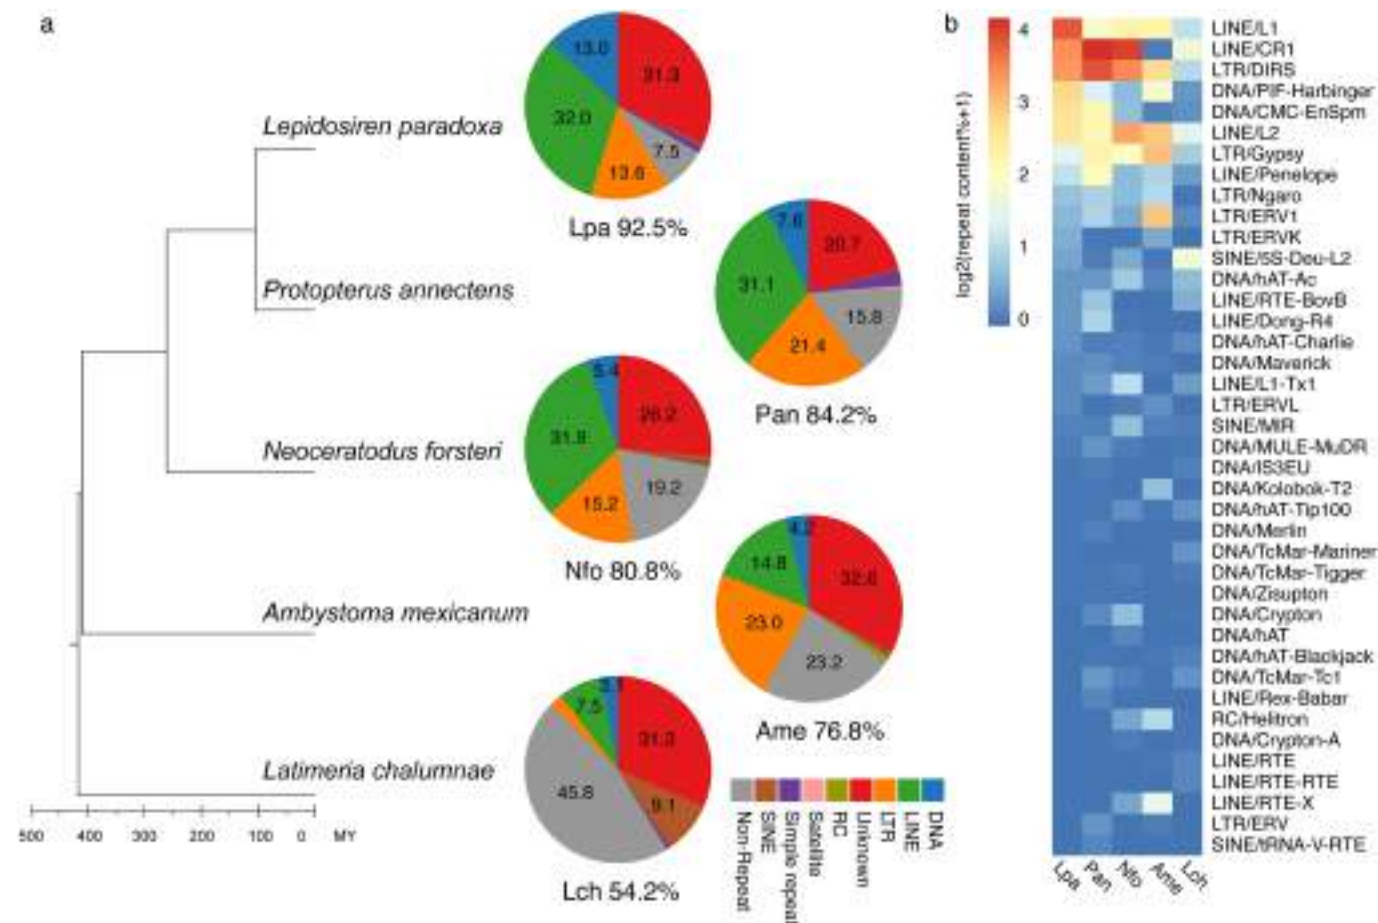 a
Lepidosiren paradoxa
Protopterus annectens
Neoceratodus forsteri
Ambystoma mexicanum
Latimeria chalumnae
500 400 300 200 100 0 MY
13.0
31.3
32.0
7.5
13.6
Lpa 92.5%
7.6
20.7
31.1
15.8
21.4
Pan 84.2%
5.4
26.2
31.9
19.2
15.2
Nfo 80.8%
4.2
32.6
14.8
23.0
23.2
Ame 76.8%
7.5
31.3
45.8
9.1
Lch 54.2%
Non-Repeat
SINE
Simple repeat
Satellite
RC
Unknown
LTR
LINE
DNA
b
4
3
2
1
0
log2(repeat content%+1)
LINE/L1
LINE/CR1
LTR/DIRS
DNA/PIF-Harbinger
DNA/CMC-EnSpm
LINE/L2
LTR/Gypsy
LINE/Penelope
LTR/Ngaro
LTR/ERV1
LTR/ERVK
SINE/5S-Deu-L2
DNA/hAT-Ac
LINE/RTE-BovB
LINE/Dong-R4
DNA/hAT-Charlie
DNA/Maverick
LINE/L1-Tx1
LTR/ERVL
SINE/MIR
DNA/MULE-MuDR
DNA/IS3EU
DNA/Kolobok-T2
DNA/hAT-Tip100
DNA/Merlin
DNA/TcMar-Mariner
DNA/TcMar-Tigger
DNA/Zisupton
DNA/Crypton
DNA/hAT
DNA/hAT-Blackjack
DNA/TcMar-Tc1
LINE/Rex-Babar
RC/Helitron
DNA/Crypton-A
LINE/RTE
LINE/RTE-RTE
LINE/RTE-X
LTR/ERV
SINE/tRNA-V-RTE
Lpa Pan Nfo Ame Lch